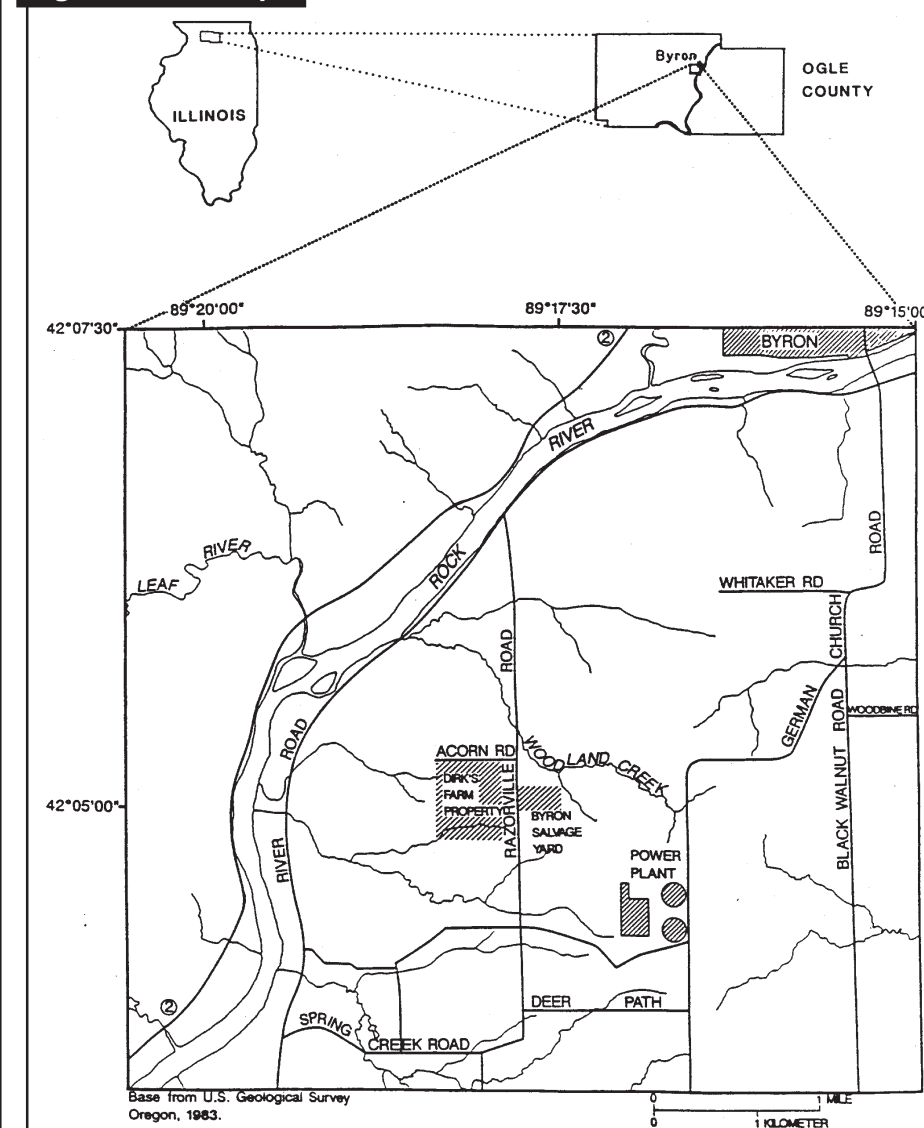 Byron
OGLE
COUNTY
ILLINOIS
89°20'00"
89°17'30"
89°15'00
42°07'30"
②
BYRON
RIVER
ROCK
ROAD
RIVER
LEAF
WHITAKER RD
CHURCH
ROAD
GERMAN
WOODBINE RD
BLACK WALNUT ROAD
ROAD
WOODLAND CREEK
ACORN RD
DIRK'S
FARM
PROPERTY
RAZORVILLE
BYRON
SALVAGE
YARD
42°05'00"
RIVER
POWER
PLANT
②
DEER PATH
SPRING
CREEK ROAD
Base from U.S. Geological Survey
Oregon, 1983.
0 1 MILE
0 1 KILOMETER